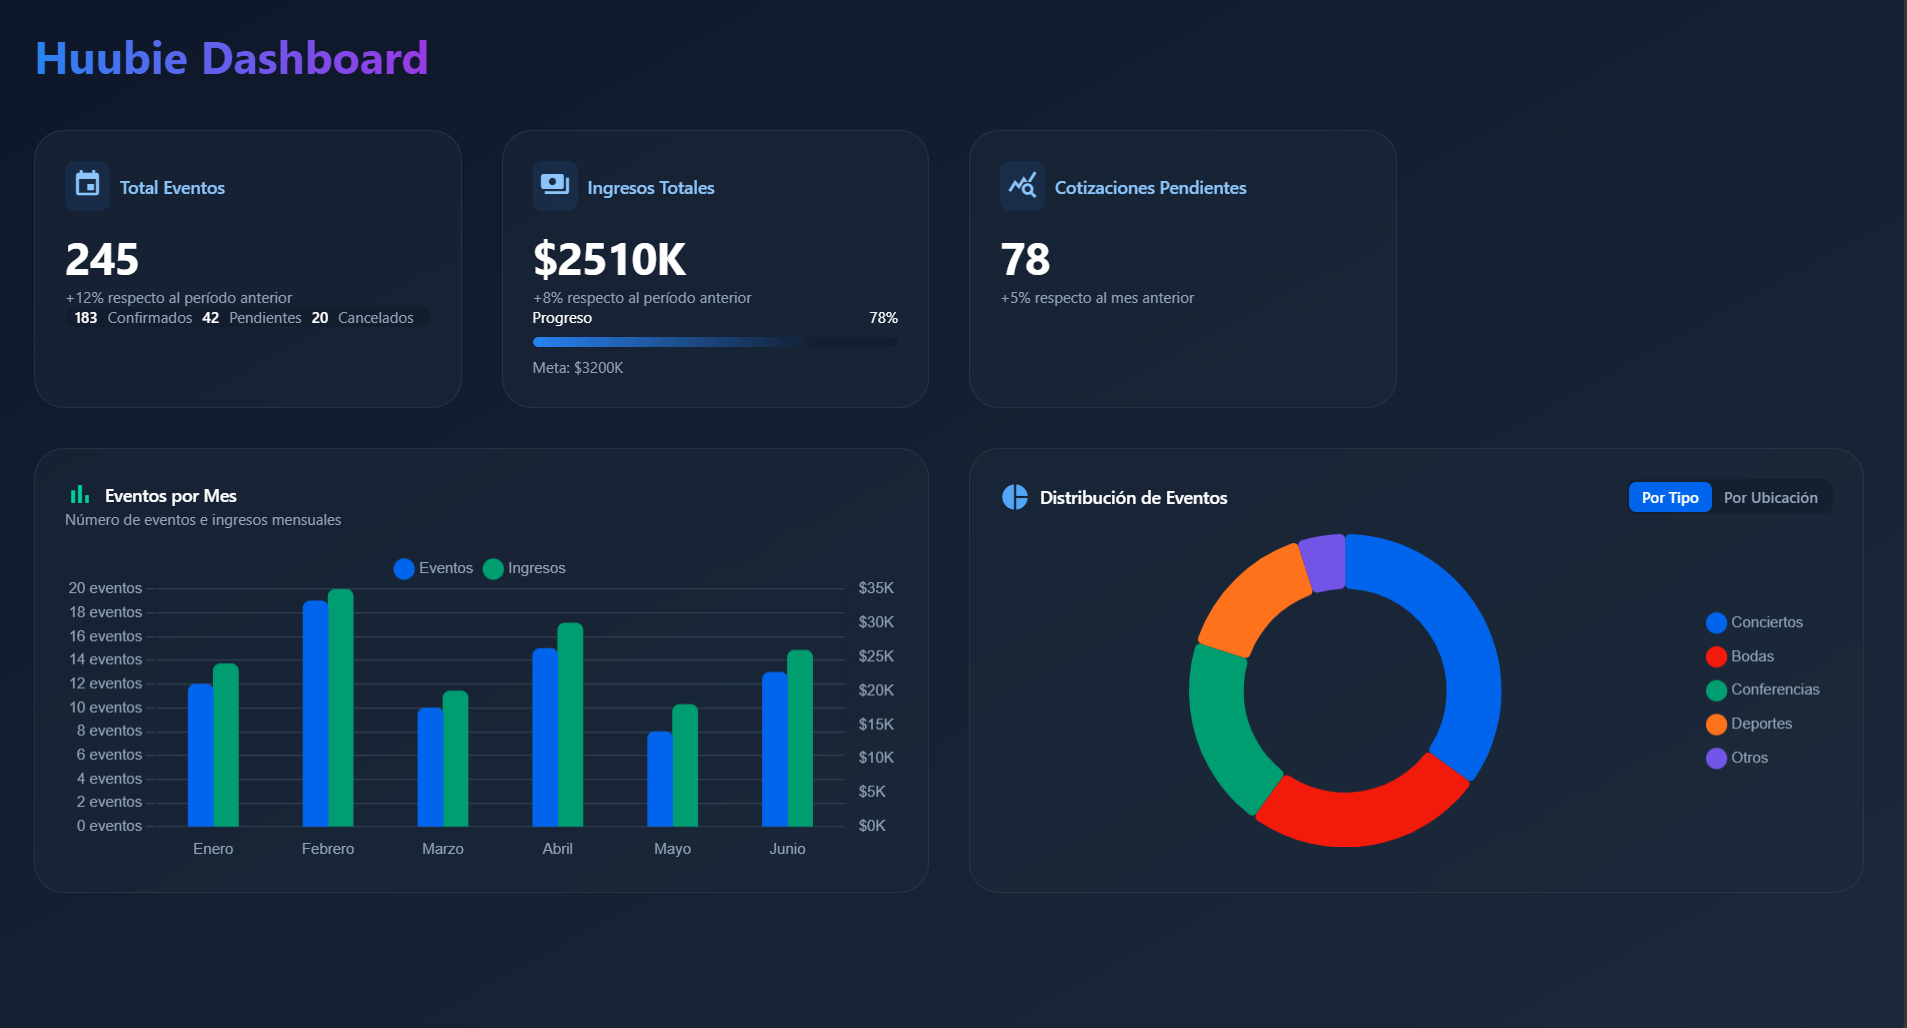 Huubie Dashboard
Total Eventos
245
+12% respecto al período anterior
183 Confirmados 42 Pendientes 20 Cancelados
Ingresos Totales
$2510K
+8% respecto al período anterior
Progreso 78%
Meta: $3200K
Cotizaciones Pendientes
78
+5% respecto al mes anterior
Eventos por Mes
Número de eventos e ingresos mensuales
Eventos Ingresos
20 eventos
18 eventos
16 eventos
14 eventos
12 eventos
10 eventos
8 eventos
6 eventos
4 eventos
2 eventos
0 eventos
$35K
$30K
$25K
$20K
$15K
$10K
$5K
$0K
Enero Febrero Marzo Abril Mayo Junio
Distribución de Eventos
Por Tipo Por Ubicación
Conciertos
Bodas
Conferencias
Deportes
Otros